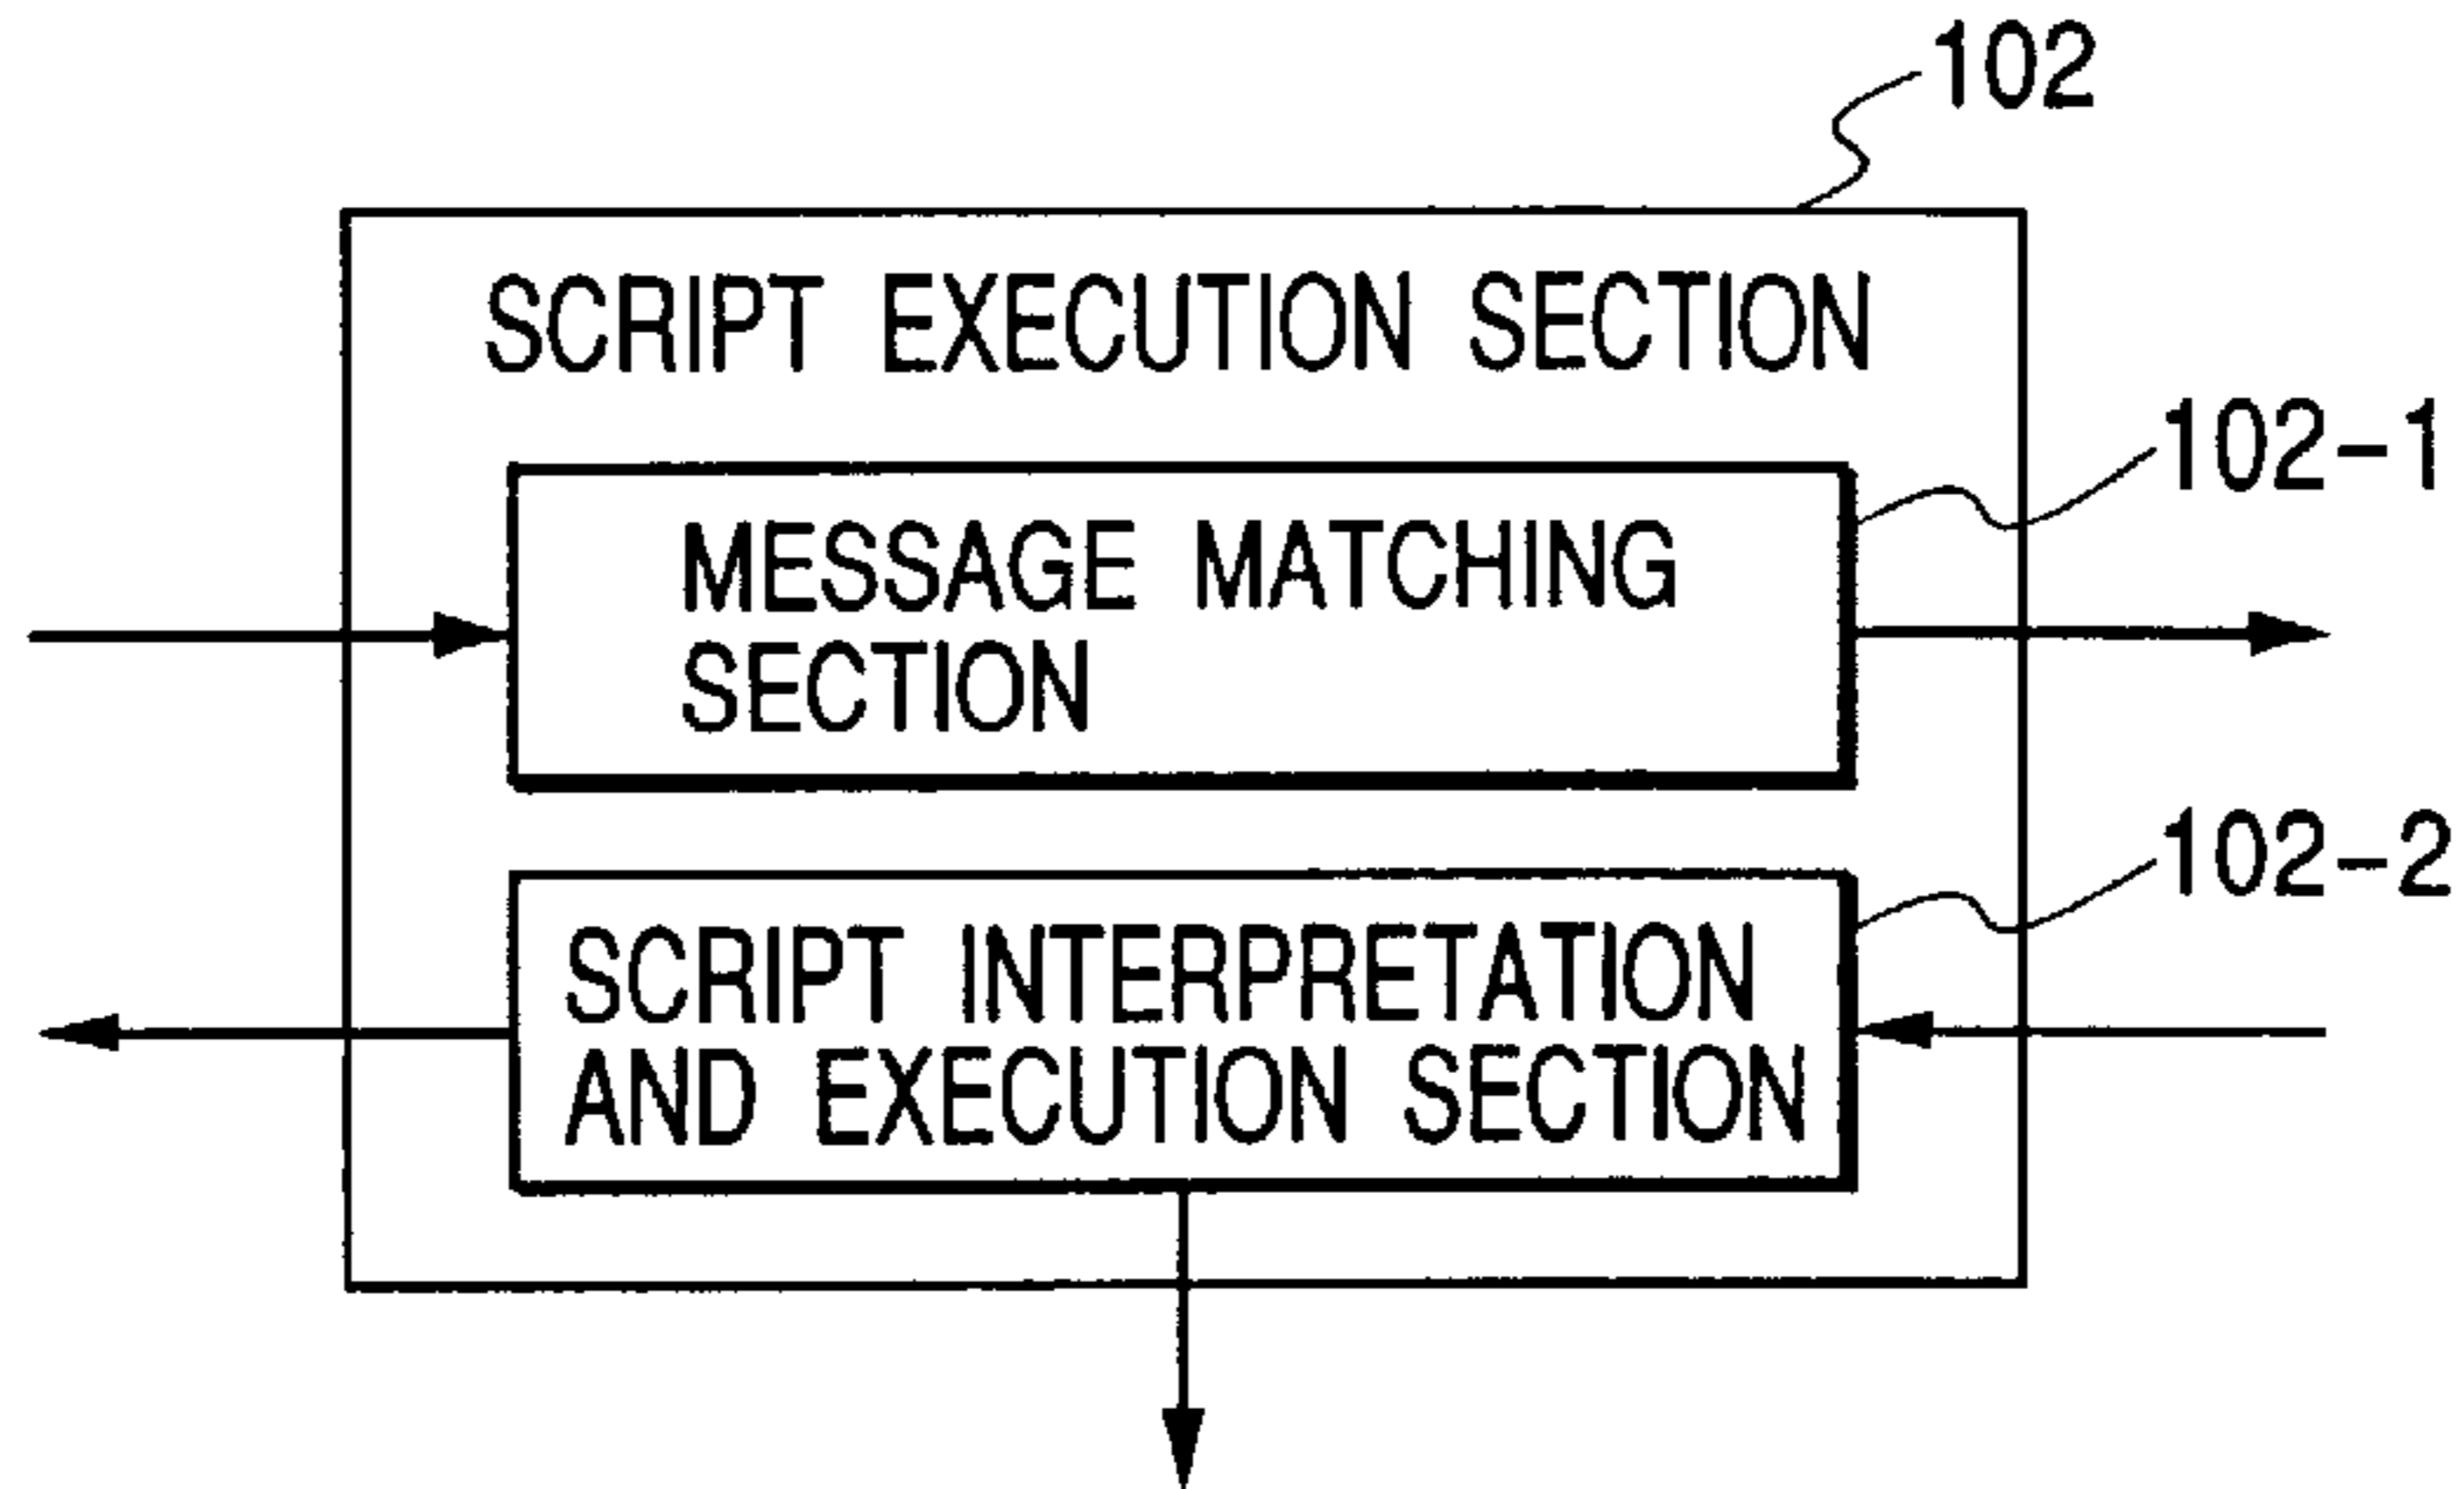 102
SCRIPT EXECUTION SECTION
102-1
MESSAGE MATCHING
SECTION
102-2
SCRIPT INTERPRETATION
AND EXECUTION SECTION